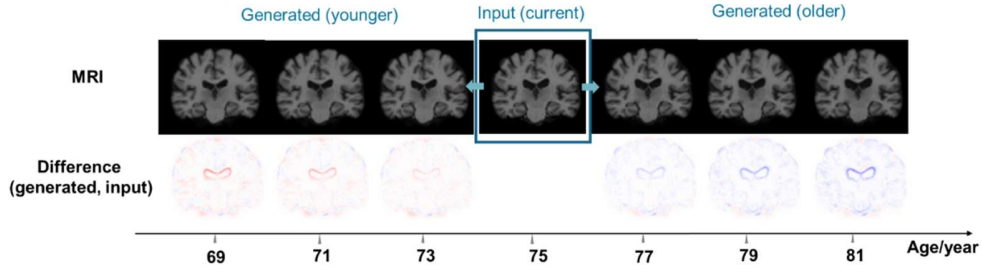 Generated (younger)
Input (current)
Generated (older)
MRI
Difference
(generated, input)
69
71
73
75
77
79
81
Age/year